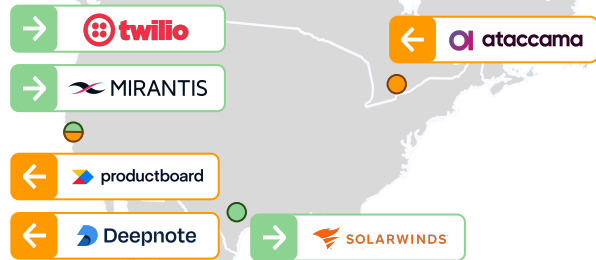 twilio
ataccama
MIRANTIS
productboard
Deepnote
SOLARWINDS